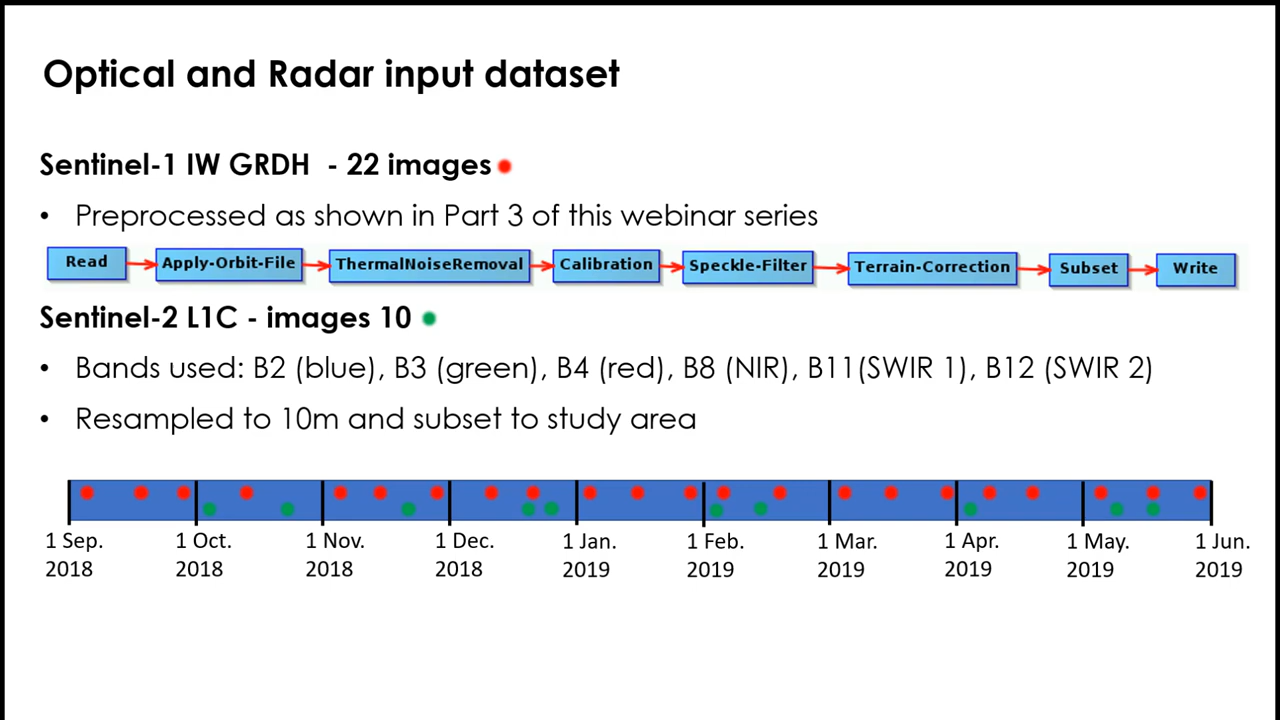 Optical and Radar input dataset
Sentinel-1 IW GRDH - 22 images
• Preprocessed as shown in Part 3 of this webinar series
Read Apply-Orbit-File ThermalNoiseRemoval Calibration Speckle-Filter Terrain-Correction Subset Write
Sentinel-2 L1C - images 10
• Bands used: B2 (blue), B3 (green), B4 (red), B8 (NIR), B11(SWIR 1), B12 (SWIR 2)
• Resampled to 10m and subset to study area
1 Sep. 1 Oct. 1 Nov. 1 Dec. 1 Jan. 1 Feb. 1 Mar. 1 Apr. 1 May. 1 Jun.
2018 2018 2018 2018 2019 2019 2019 2019 2019 2019